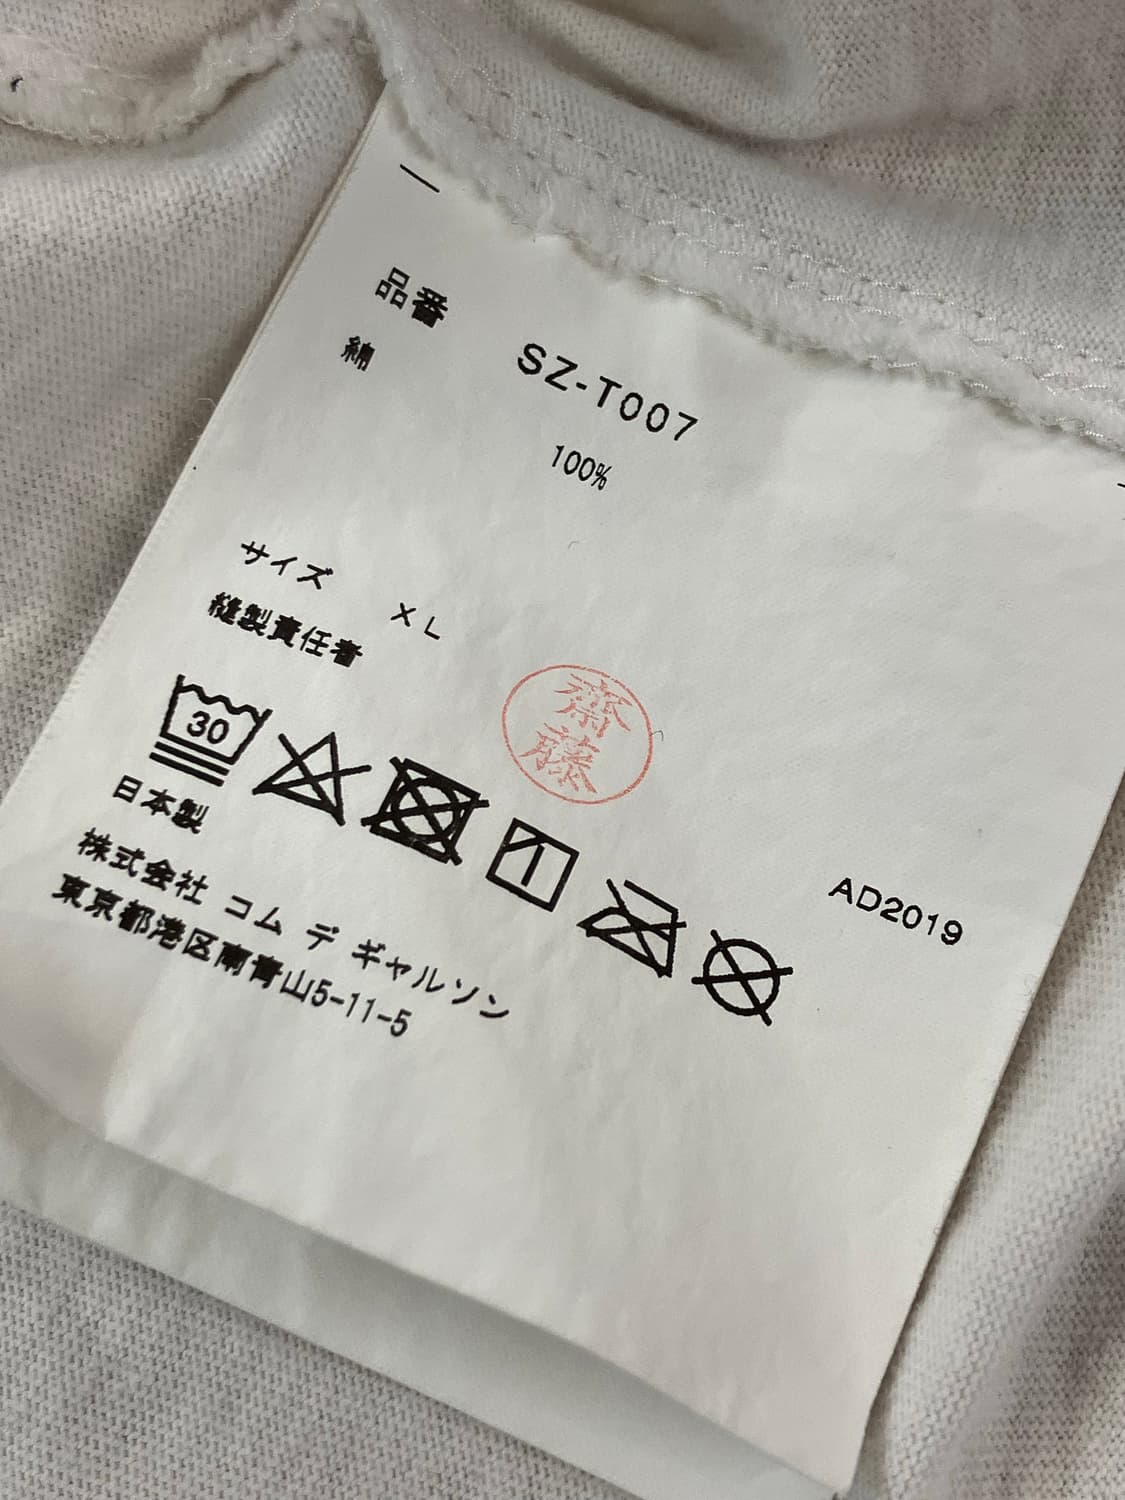 品番 SZ-T007
綿 100%
サイズ XL
縫製責任者
齋藤
30
日本製
AD2019
株式会社 コム デ ギャルソン
東京都港区南青山5-11-5